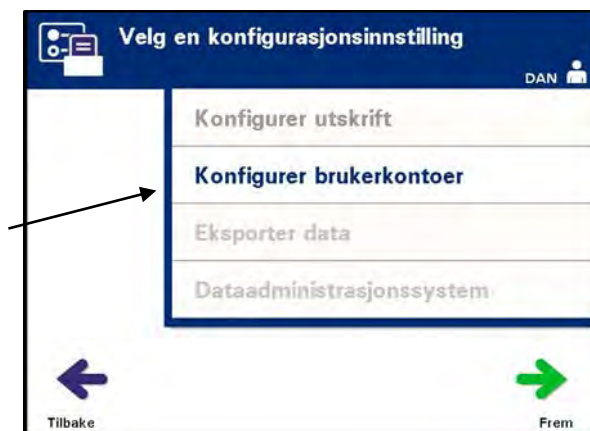 Velg en konfigurasjonsinnstilling
DAN
Konfigurer utskrift
Konfigurer brukerkontoer
Eksporter data
Dataadministrasjonssystem
Tilbake
Frem